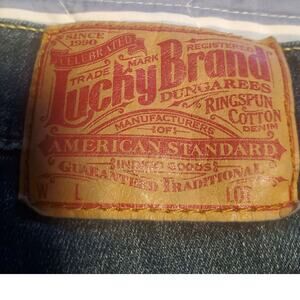 SINCE 1990
CELEBRATED
REGISTERED
TRADE MARK
Lucky Brand
DUNGAREES
RINGSPUN
COTTON
DENIM
MANUFACTURERS
OF
AMERICAN STANDARD
INDIGO GOODS
GUARANTEED TRADITIONAL
W L LOT